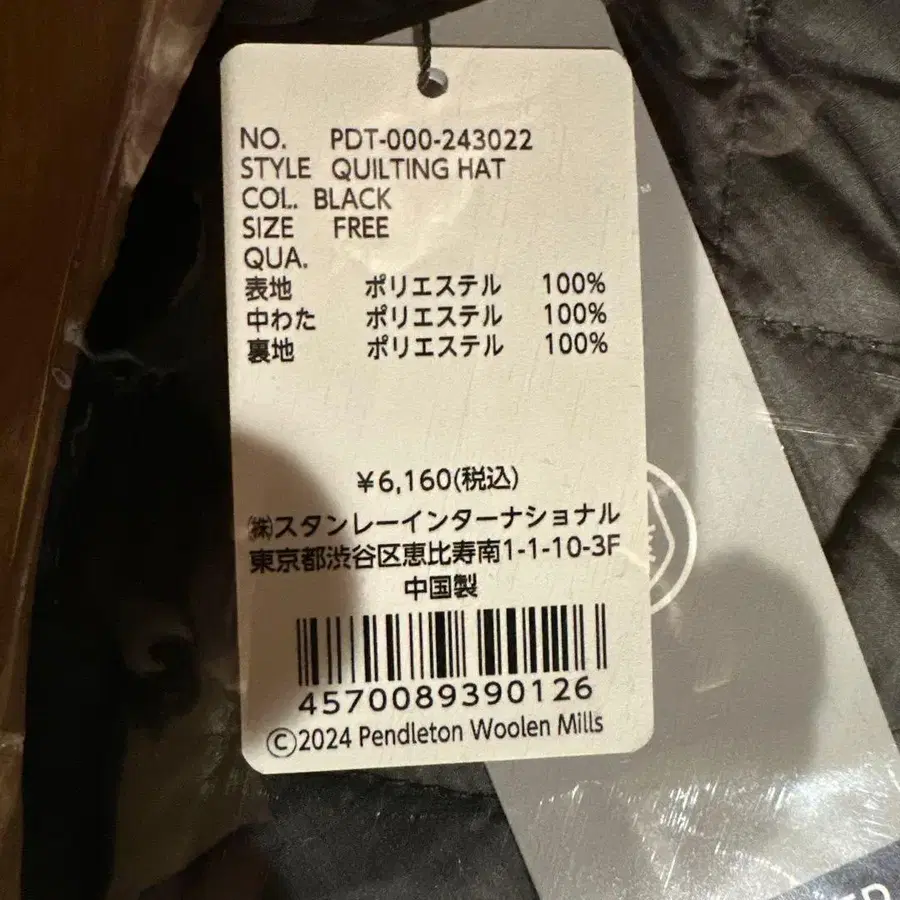 NO. PDT-000-243022
STYLE QUILTING HAT
COL. BLACK
SIZE FREE
QUA.
表地 ポリエステル 100%
中わた ポリエステル 100%
裏地 ポリエステル 100%
¥6,160(税込)
㈱スタンレーインターナショナル
東京都渋谷区恵比寿南1-1-10-3F
中国製
4570089390126
©2024 Pendleton Woolen Mills